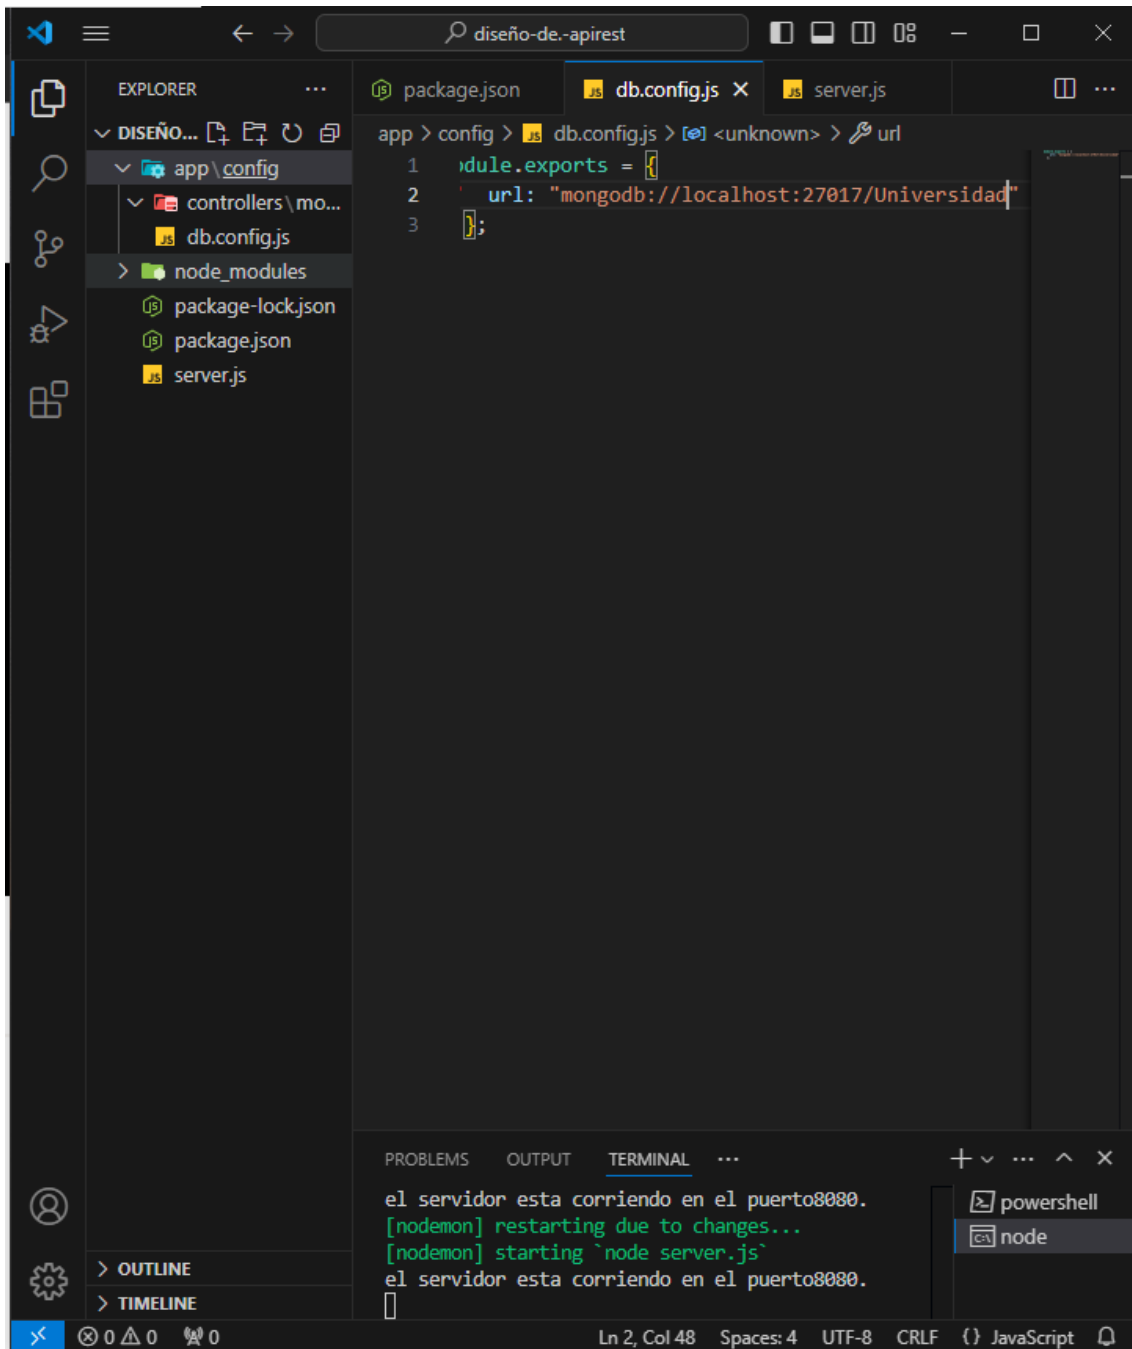 diseño-de.-apirest
EXPLORER
DISEÑO...
app\config
controllers\mo...
db.config.js
node_modules
package-lock.json
package.json
server.js
OUTLINE
TIMELINE
package.json
db.config.js
server.js
app > config > db.config.js > <unknown> > url
1 odule.exports = {
2 url: "mongodb://localhost:27017/Universidad"
3 };
PROBLEMS OUTPUT TERMINAL
el servidor esta corriendo en el puerto8080.
[nodemon] restarting due to changes...
[nodemon] starting `node server.js`
el servidor esta corriendo en el puerto8080.
powershell
node
0 0 0 Ln 2, Col 48 Spaces: 4 UTF-8 CRLF {} JavaScript